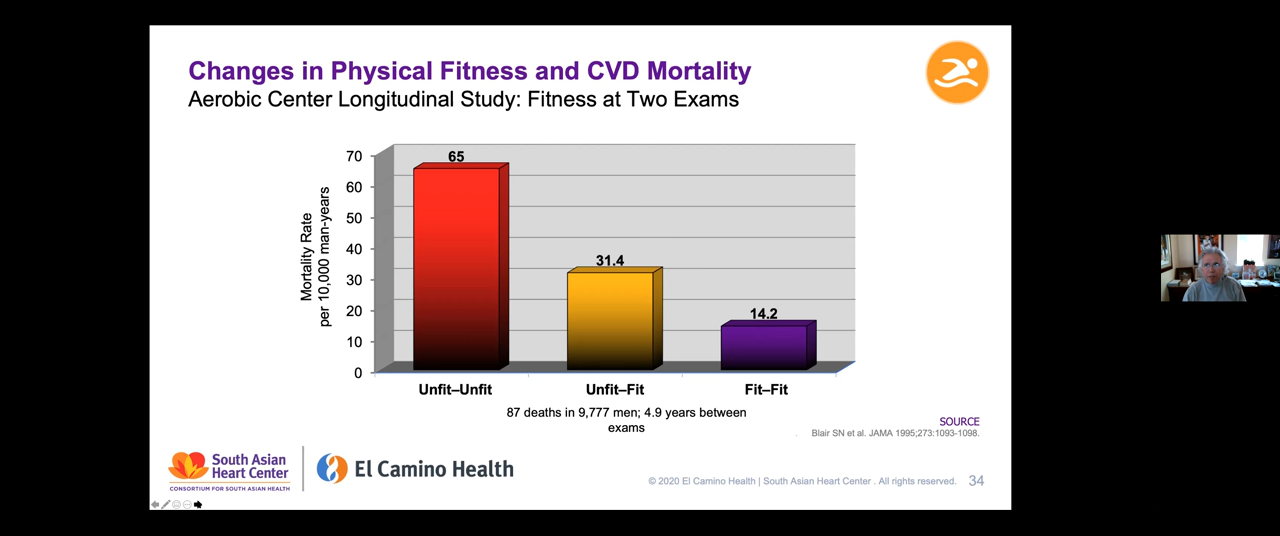 Changes in Physical Fitness and CVD Mortality
Aerobic Center Longitudinal Study: Fitness at Two Exams
Mortality Rate
per 10,000 man-years
70
60
50
40
30
20
10
0
65
31.4
14.2
Unfit–Unfit
Unfit–Fit
Fit–Fit
87 deaths in 9,777 men; 4.9 years between
exams
SOURCE
Blair SN et al. JAMA 1995;273:1093-1098.
South Asian
Heart Center
CONSORTIUM FOR SOUTH ASIAN HEALTH
El Camino Health
© 2020 El Camino Health | South Asian Heart Center . All rights reserved.
34